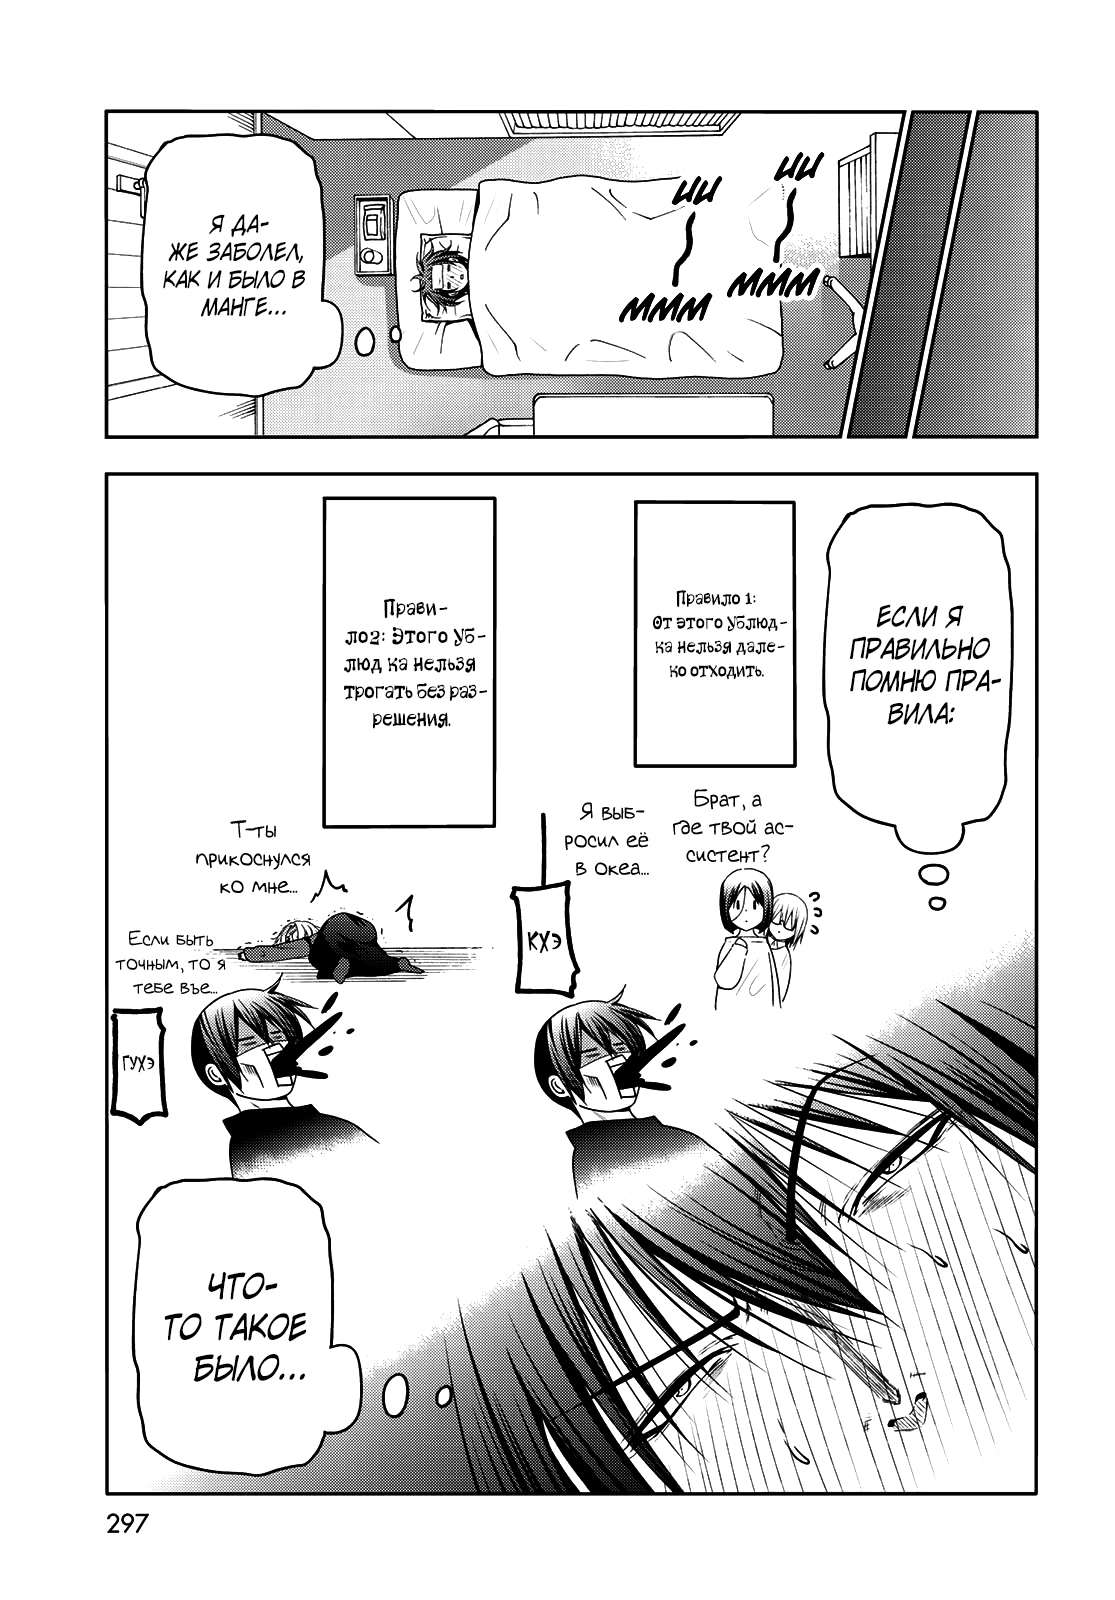 ИИ
МММ
ИИ
МММ
Я ДА-
ЖЕ ЗАБОЛЕЛ,
КАК И БЫЛО В
МАНГЕ...
ЕСЛИ Я
ПРАВИЛЬНО
ПОМНЮ ПРА-
ВИЛА:
Правило 1:
От этого ублюд-
ка нельзя дале-
ко отходить.
Брат, а
где твой ас-
систент?
Я выб-
росил её
в океа...
КХЭ
Прави-
ло2: Этого уб-
люд ка нельзя
трогать без раз-
решения.
Т-ты
прикоснулся
ко мне...
Если быть
точным, то я
тебе въе...
ГУХЭ
ЧТО-
ТО ТАКОЕ
БЫЛО...
297